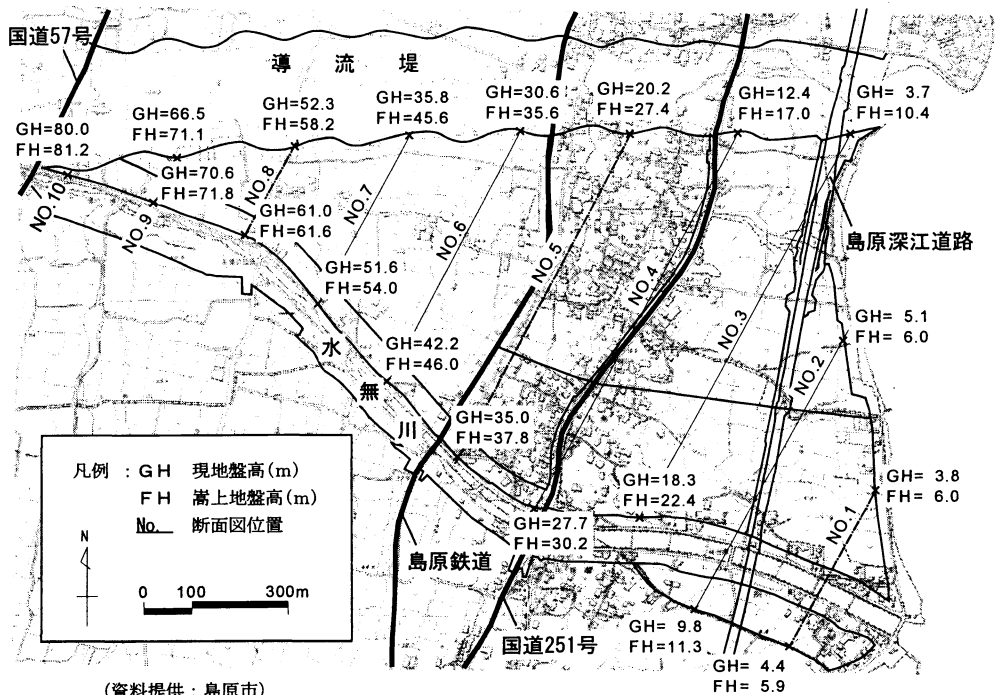 国道57号
導流堤
GH=80.0
FH=81.2
GH=66.5
FH=71.1
GH=52.3
FH=58.2
GH=35.8
FH=45.6
GH=30.6
FH=35.6
GH=20.2
FH=27.4
GH=12.4
FH=17.0
GH= 3.7
FH=10.4
GH=70.6
FH=71.8
GH=61.0
FH=61.6
GH=51.6
FH=54.0
GH=42.2
FH=46.0
GH=35.0
FH=37.8
NO.10
NO.9
NO.8
NO.7
NO.6
NO.5
NO.4
NO.3
NO.2
NO.1
島原深江道路
GH= 5.1
FH= 6.0
GH= 3.8
FH= 6.0
水無川
GH=18.3
FH=22.4
GH=27.7
FH=30.2
島原鉄道
国道251号
GH= 9.8
FH=11.3
GH= 4.4
FH= 5.9
凡例 : GH 現地盤高(m)
FH 嵩上地盤高(m)
No. 断面図位置
N
0 100 300m
(資料提供：島原市)